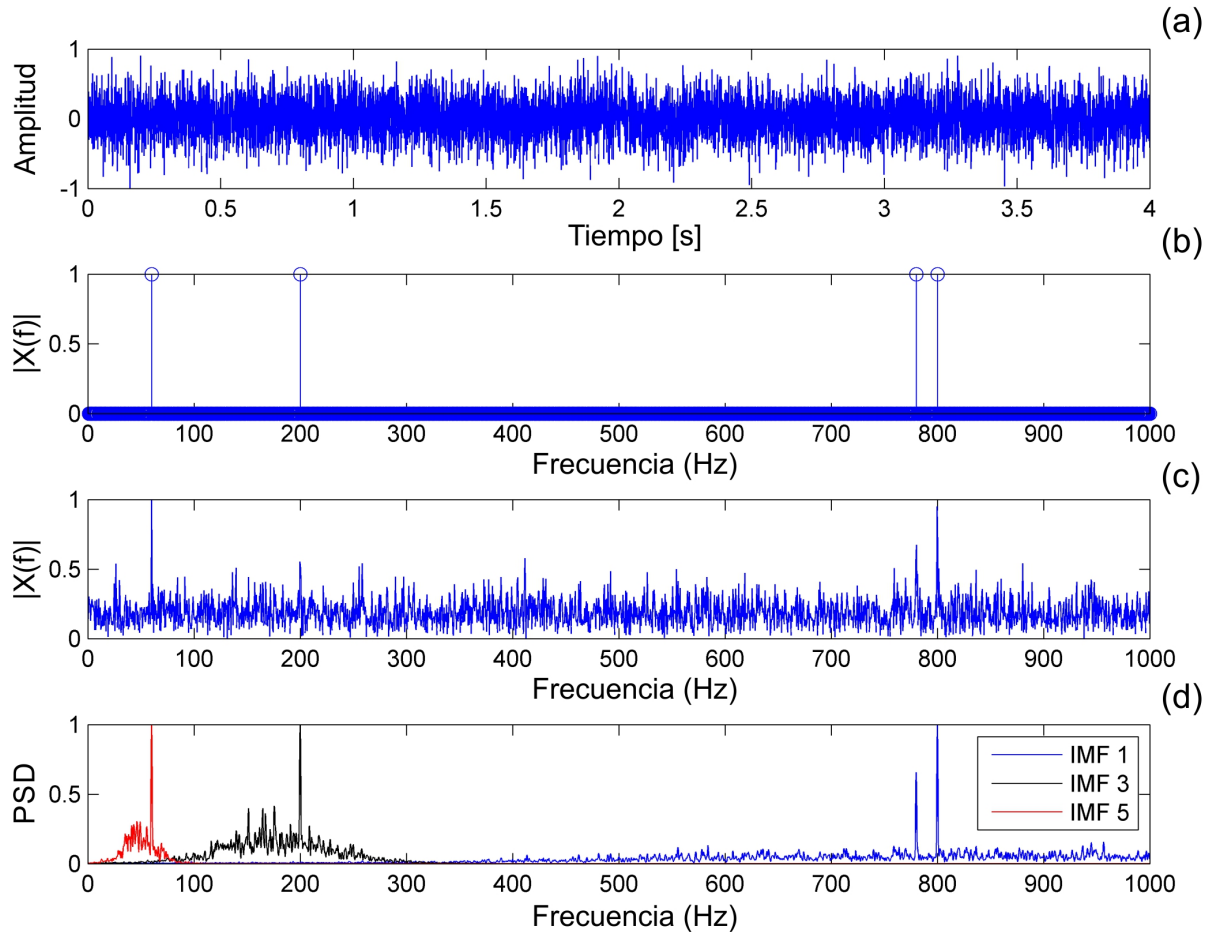 (a)
Amplitud
1
0
-1
0 0.5 1 1.5 2 2.5 3 3.5 4
Tiempo [s]
(b)
|X(f)|
1
0.5
0
0 100 200 300 400 500 600 700 800 900 1000
Frecuencia (Hz)
(c)
|X(f)|
1
0.5
0
0 100 200 300 400 500 600 700 800 900 1000
Frecuencia (Hz)
(d)
PSD
1
0.5
0
IMF 1
IMF 3
IMF 5
0 100 200 300 400 500 600 700 800 900 1000
Frecuencia (Hz)